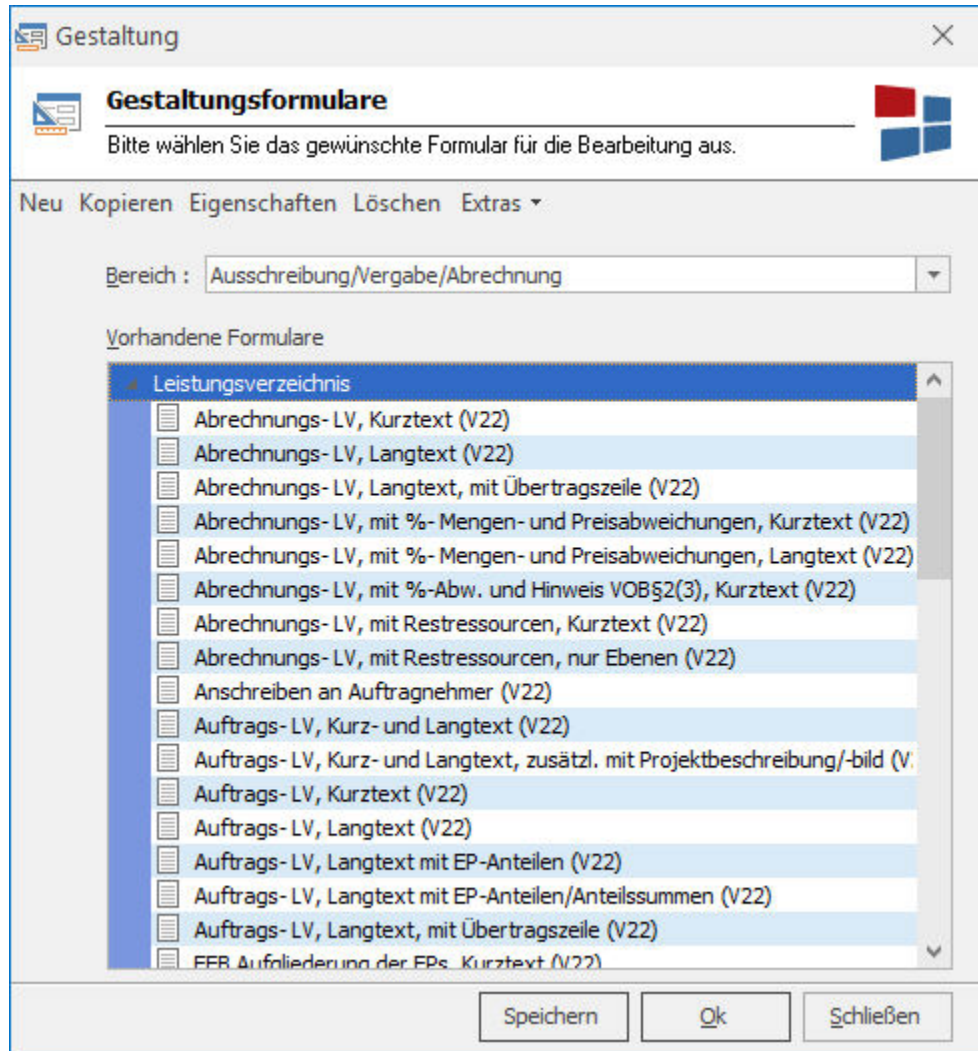 Gestaltung
Gestaltungsformulare
Bitte wählen Sie das gewünschte Formular für die Bearbeitung aus.
Neu Kopieren Eigenschaften Löschen Extras
Bereich : Ausschreibung/Vergabe/Abrechnung
Vorhandene Formulare
Leistungsverzeichnis
Abrechnungs- LV, Kurztext (V22)
Abrechnungs- LV, Langtext (V22)
Abrechnungs- LV, Langtext, mit Übertragszeile (V22)
Abrechnungs- LV, mit %- Mengen- und Preisabweichungen, Kurztext (V22)
Abrechnungs- LV, mit %- Mengen- und Preisabweichungen, Langtext (V22)
Abrechnungs- LV, mit %-Abw. und Hinweis VOB§2(3), Kurztext (V22)
Abrechnungs- LV, mit Restressourcen, Kurztext (V22)
Abrechnungs- LV, mit Restressourcen, nur Ebenen (V22)
Anschreiben an Auftragnehmer (V22)
Auftrags- LV, Kurz- und Langtext (V22)
Auftrags- LV, Kurz- und Langtext, zusätzl. mit Projektbeschreibung/-bild (V
Auftrags- LV, Kurztext (V22)
Auftrags- LV, Langtext (V22)
Auftrags- LV, Langtext mit EP-Anteilen (V22)
Auftrags- LV, Langtext mit EP-Anteilen/Anteilssummen (V22)
Auftrags- LV, Langtext, mit Übertragszeile (V22)
EFB Aufgliederung der EPs, Kurztext (V22)
Speichern Ok Schließen